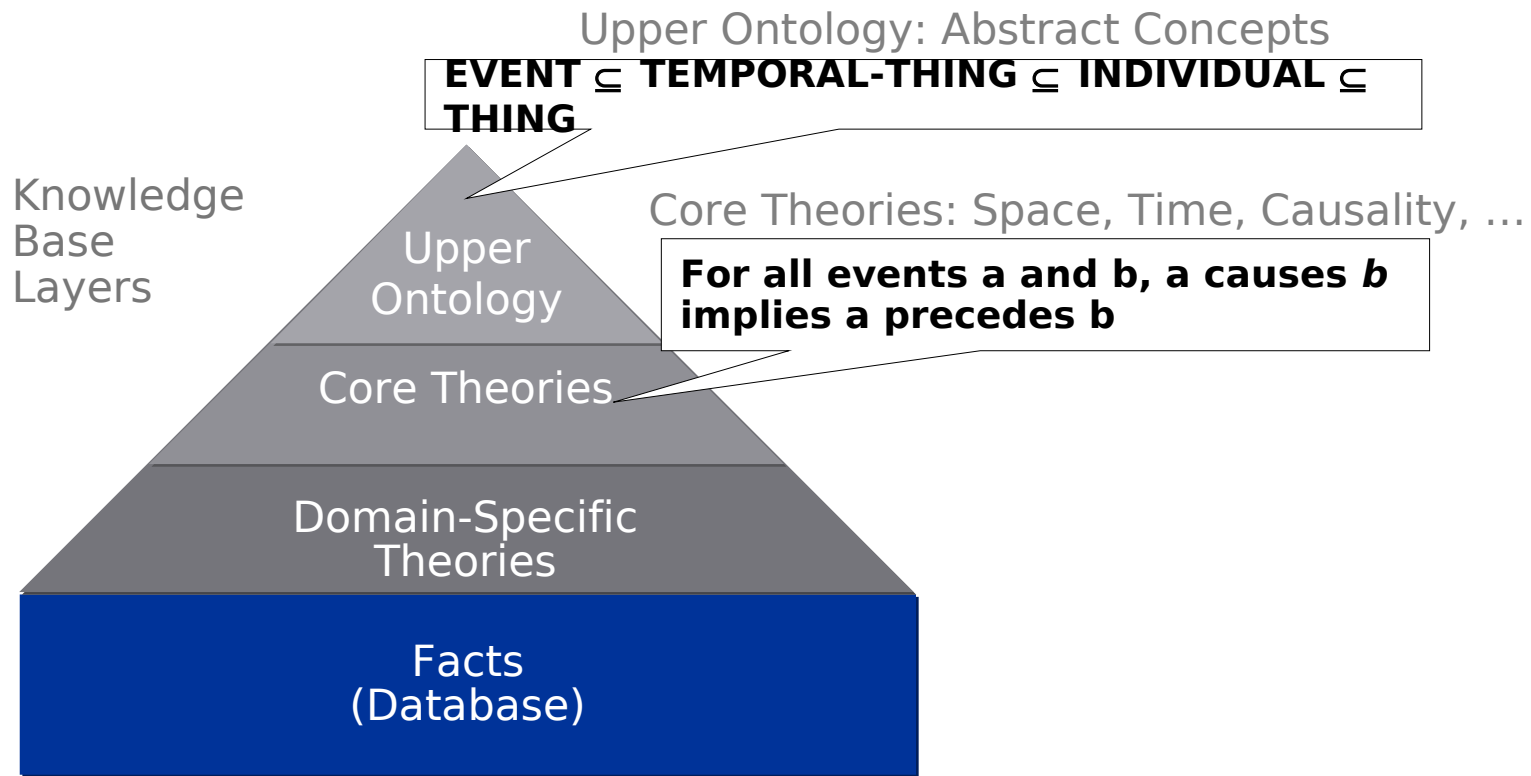 Upper Ontology: Abstract Concepts
EVENT ⊆ TEMPORAL-THING ⊆ INDIVIDUAL ⊆
THING
Knowledge
Base
Layers
Core Theories: Space, Time, Causality, …
For all events a and b, a causes b
implies a precedes b
Upper
Ontology
Core Theories
Domain-Specific
Theories
Facts
(Database)